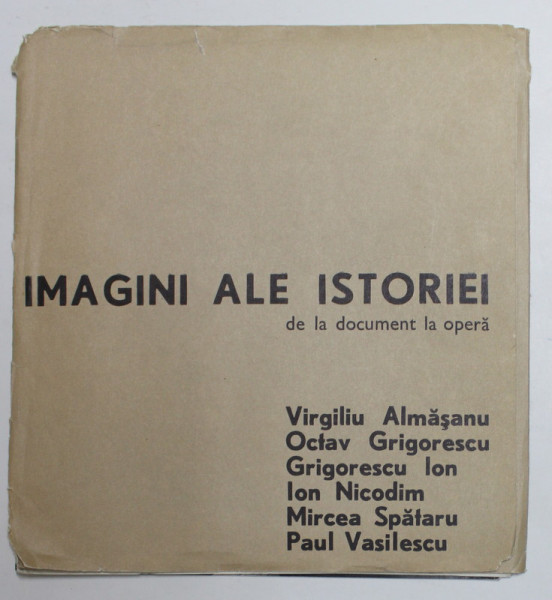 IMAGINI ALE ISTORIEI
de la document la operă
Virgiliu Almăşanu
Octav Grigorescu
Grigorescu Ion
Ion Nicodim
Mircea Spătaru
Paul Vasilescu